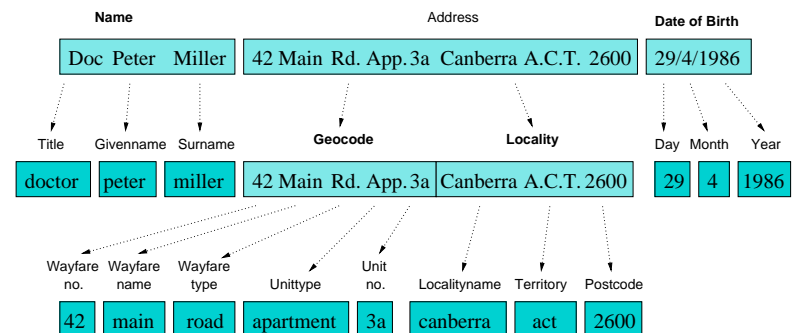 Name Address Date of Birth
Doc Peter Miller 42 Main Rd. App. 3a Canberra A.C.T. 2600 29/4/1986
Title Givenname Surname Geocode Locality Day Month Year
doctor peter miller 42 Main Rd. App. 3a Canberra A.C.T. 2600 29 4 1986
Wayfare no. Wayfare name Wayfare type Unittype Unit no. Localityname Territory Postcode
42 main road apartment 3a canberra act 2600